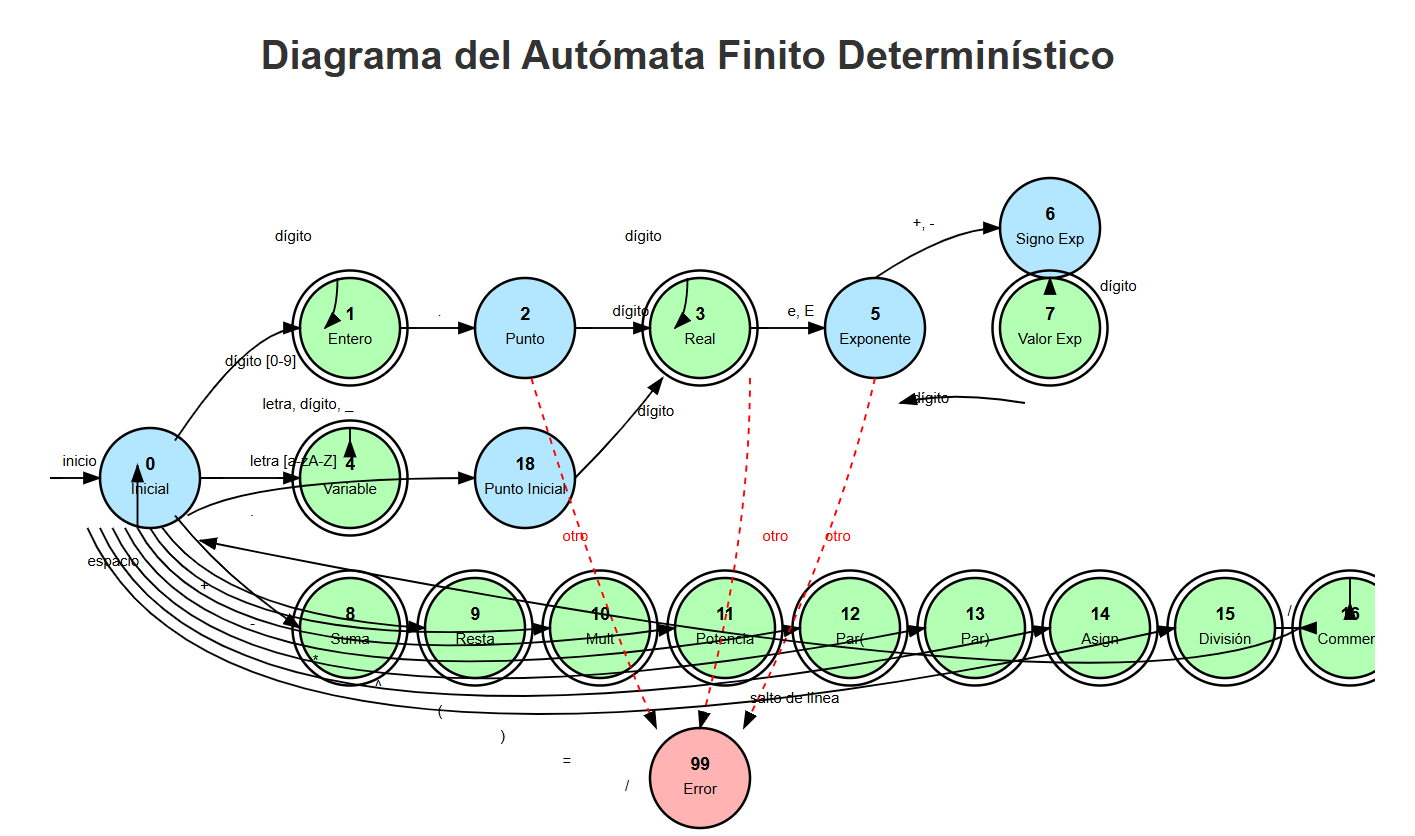 Diagrama del Autómata Finito Determinístico
6
Signo Exp
+, -
dígito
dígito
dígito
1
Entero
.
2
Punto
dígito
3
Real
e, E
5
Exponente
7
Valor Exp
dígito [0-9]
letra, dígito, _
dígito
dígito
inicio
0
Inicial
letra [a-zA-Z]
4
Variable
18
Punto Inicial
.
espacio
otro
otro
otro
+
-
8
Suma
9
Resta
10
Mult
11
Potencia
12
Par(
13
Par)
14
Asign
15
División
/
16
*
^
(
salto de línea
)
=
/
99
Error